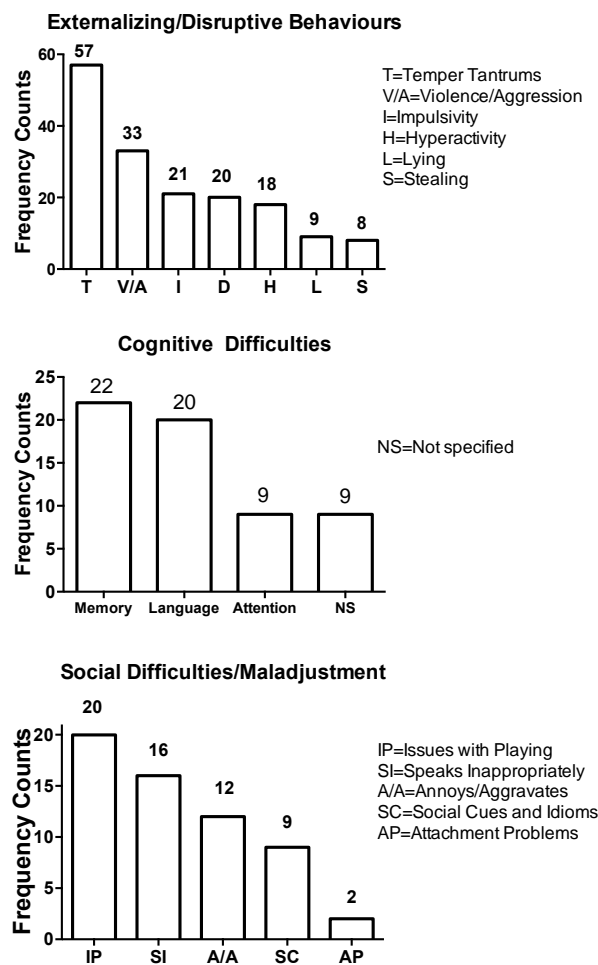 Externalizing/Disruptive Behaviours
Frequency Counts
60
40
20
0
57
33
21
20
18
9
8
T V/A I D H L S
T=Temper Tantrums
V/A=Violence/Aggression
I=Impulsivity
H=Hyperactivity
L=Lying
S=Stealing
Cognitive Difficulties
Frequency Counts
25
20
15
10
5
0
22
20
9
9
Memory Language Attention NS
NS=Not specified
Social Difficulties/Maladjustment
Frequency Counts
20
15
10
5
0
20
16
12
9
2
IP SI A/A SC AP
IP=Issues with Playing
SI=Speaks Inappropriately
A/A=Annoys/Aggravates
SC=Social Cues and Idioms
AP=Attachment Problems